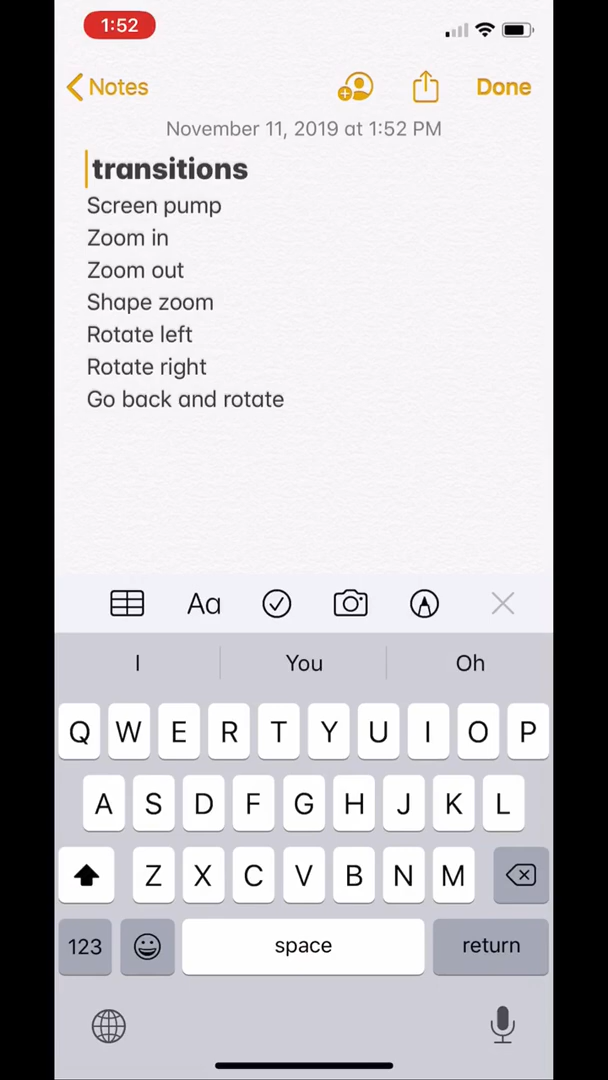 1:52
Notes
Done
November 11, 2019 at 1:52 PM
transitions
Screen pump
Zoom in
Zoom out
Shape zoom
Rotate left
Rotate right
Go back and rotate
Aa
I You Oh
Q W E R T Y U I O P
A S D F G H J K L
Z X C V B N M
123 space return